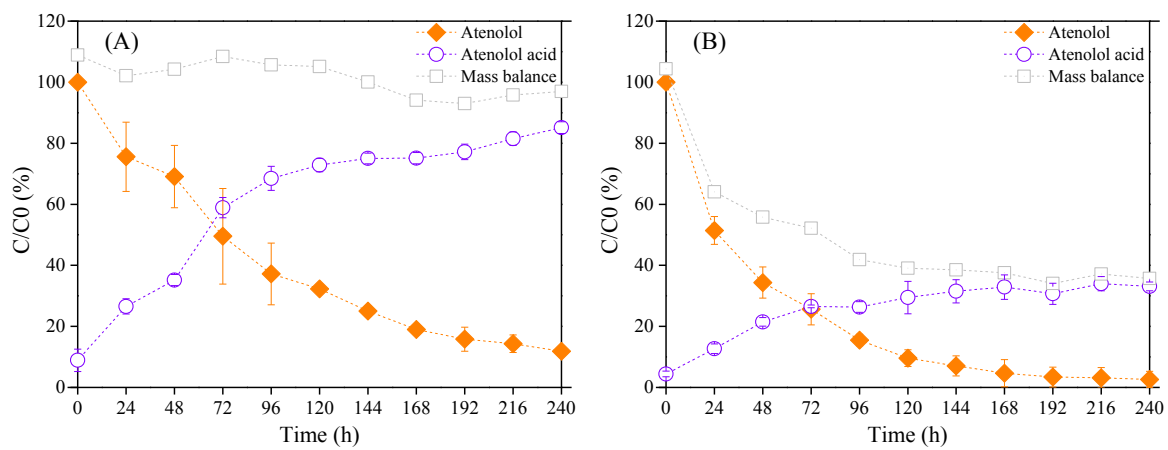 (A)
Atenolol
Atenolol acid
Mass balance
120
100
80
60
40
20
0
C/C0 (%)
0 24 48 72 96 120 144 168 192 216 240
Time (h)
(B)
Atenolol
Atenolol acid
Mass balance
120
100
80
60
40
20
0
C/C0 (%)
0 24 48 72 96 120 144 168 192 216 240
Time (h)